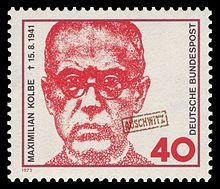 MAXIMILIAN KOLBE † 15.8.1941
AUSCHWITZ
DEUTSCHE BUNDESPOST
40
1973